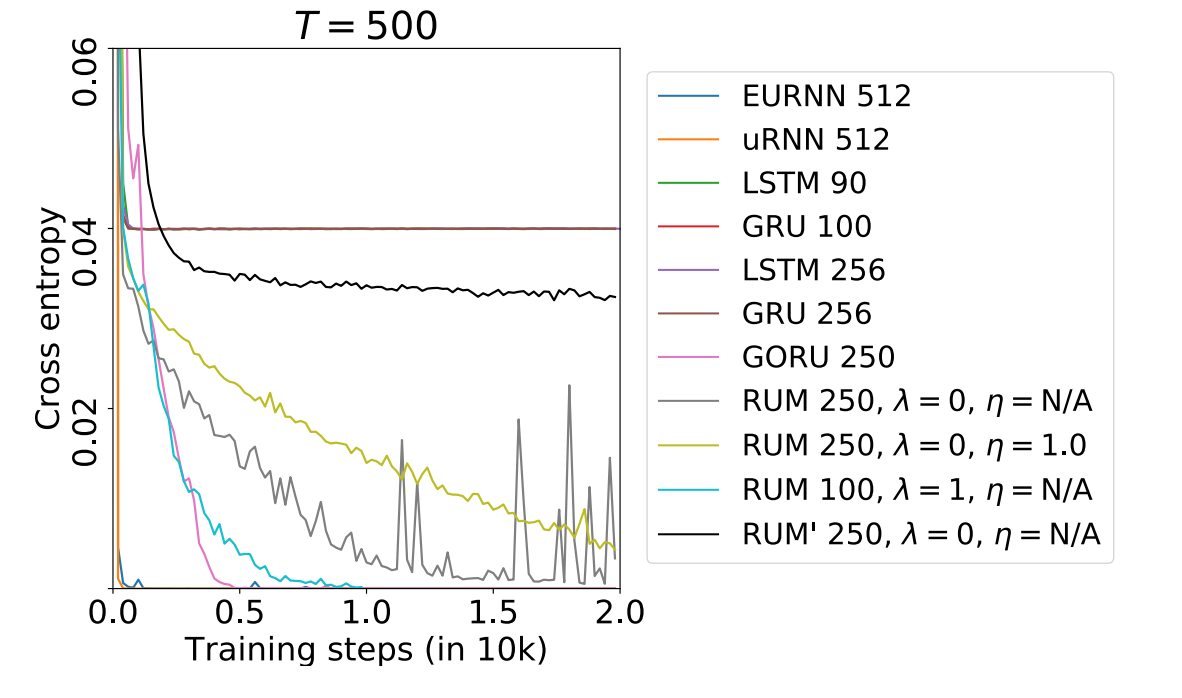 T = 500
0.06
0.04
0.02
Cross entropy
0.0 0.5 1.0 1.5 2.0
Training steps (in 10k)
EURNN 512
uRNN 512
LSTM 90
GRU 100
LSTM 256
GRU 256
GORU 250
RUM 250, λ = 0, η = N/A
RUM 250, λ = 0, η = 1.0
RUM 100, λ = 1, η = N/A
RUM' 250, λ = 0, η = N/A